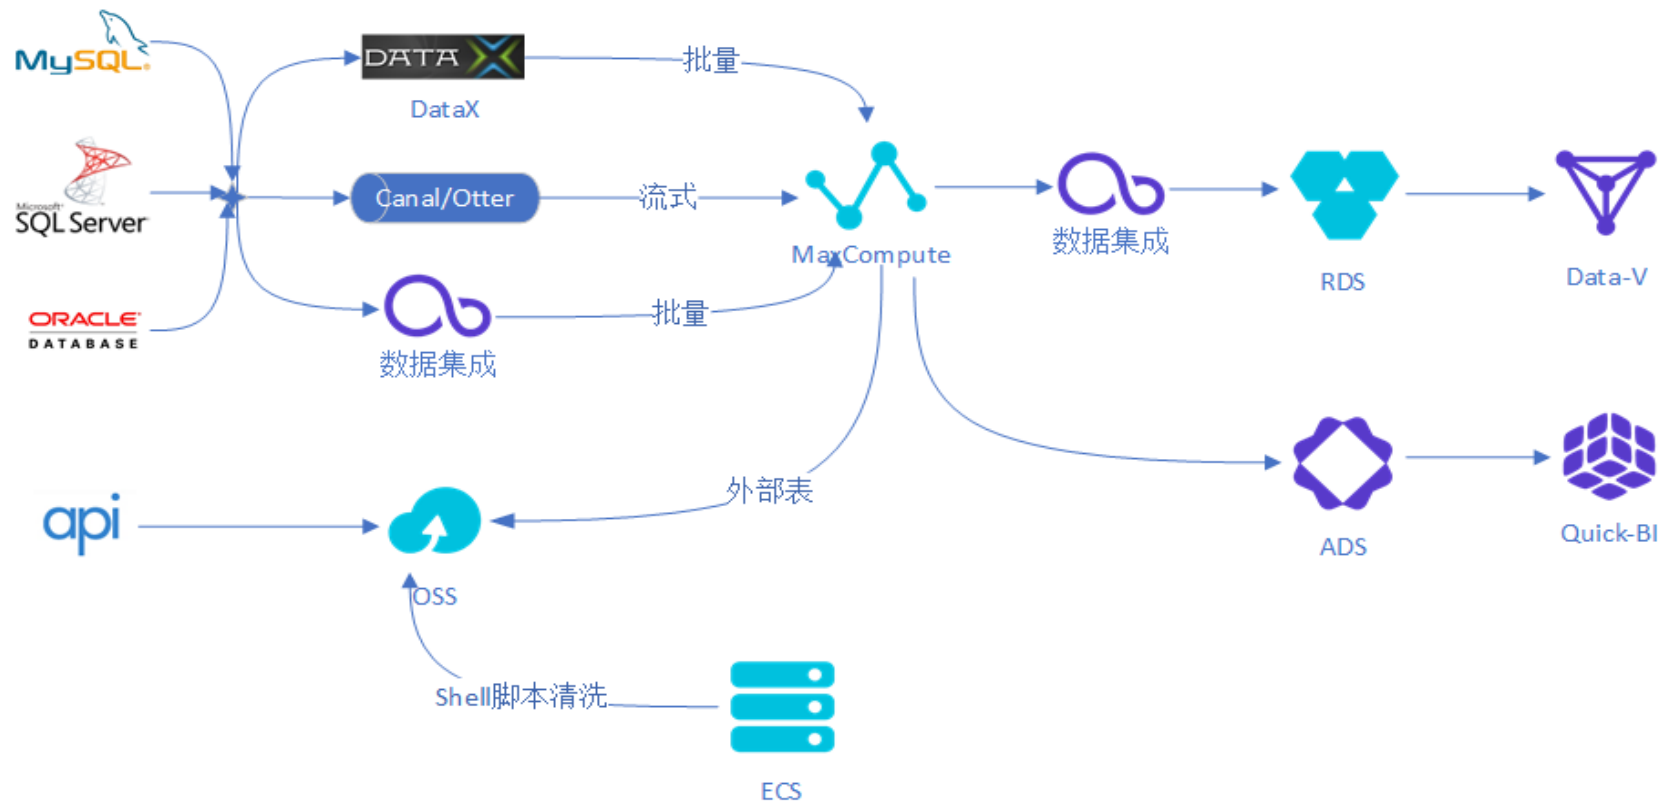 MySQL
DATA X
DataX
批量
Microsoft
SQL Server
Canal/Otter
流式
MaxCompute
数据集成
RDS
Data-V
ORACLE
DATABASE
数据集成
批量
api
OSS
外部表
ADS
Quick-BI
Shell脚本清洗
ECS